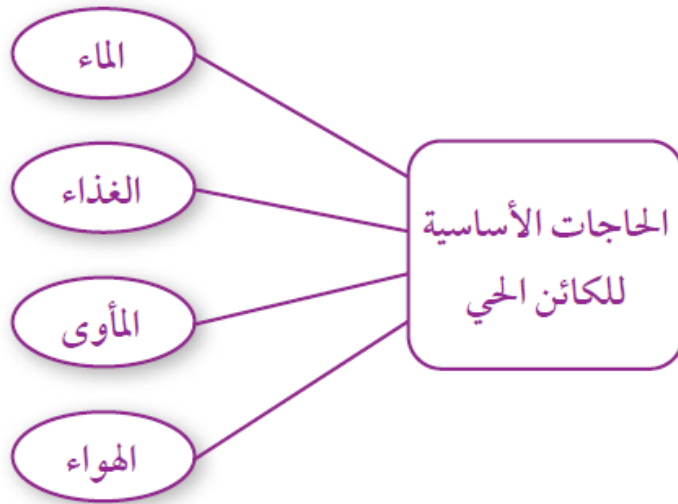 الحاجات الأساسية
للكائن الحي
الماء
الغذاء
المأوى
الهواء